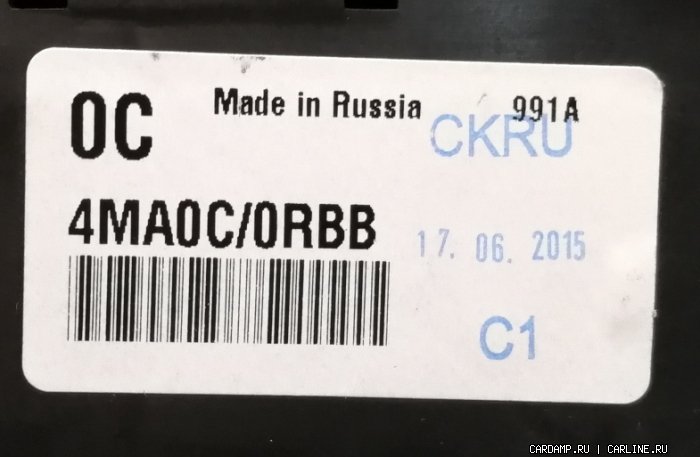 0C Made in Russia 991A
CKRU
4MA0C/0RBB
17. 06. 2015
C1
CARDAMP.RU | CARLINE.RU